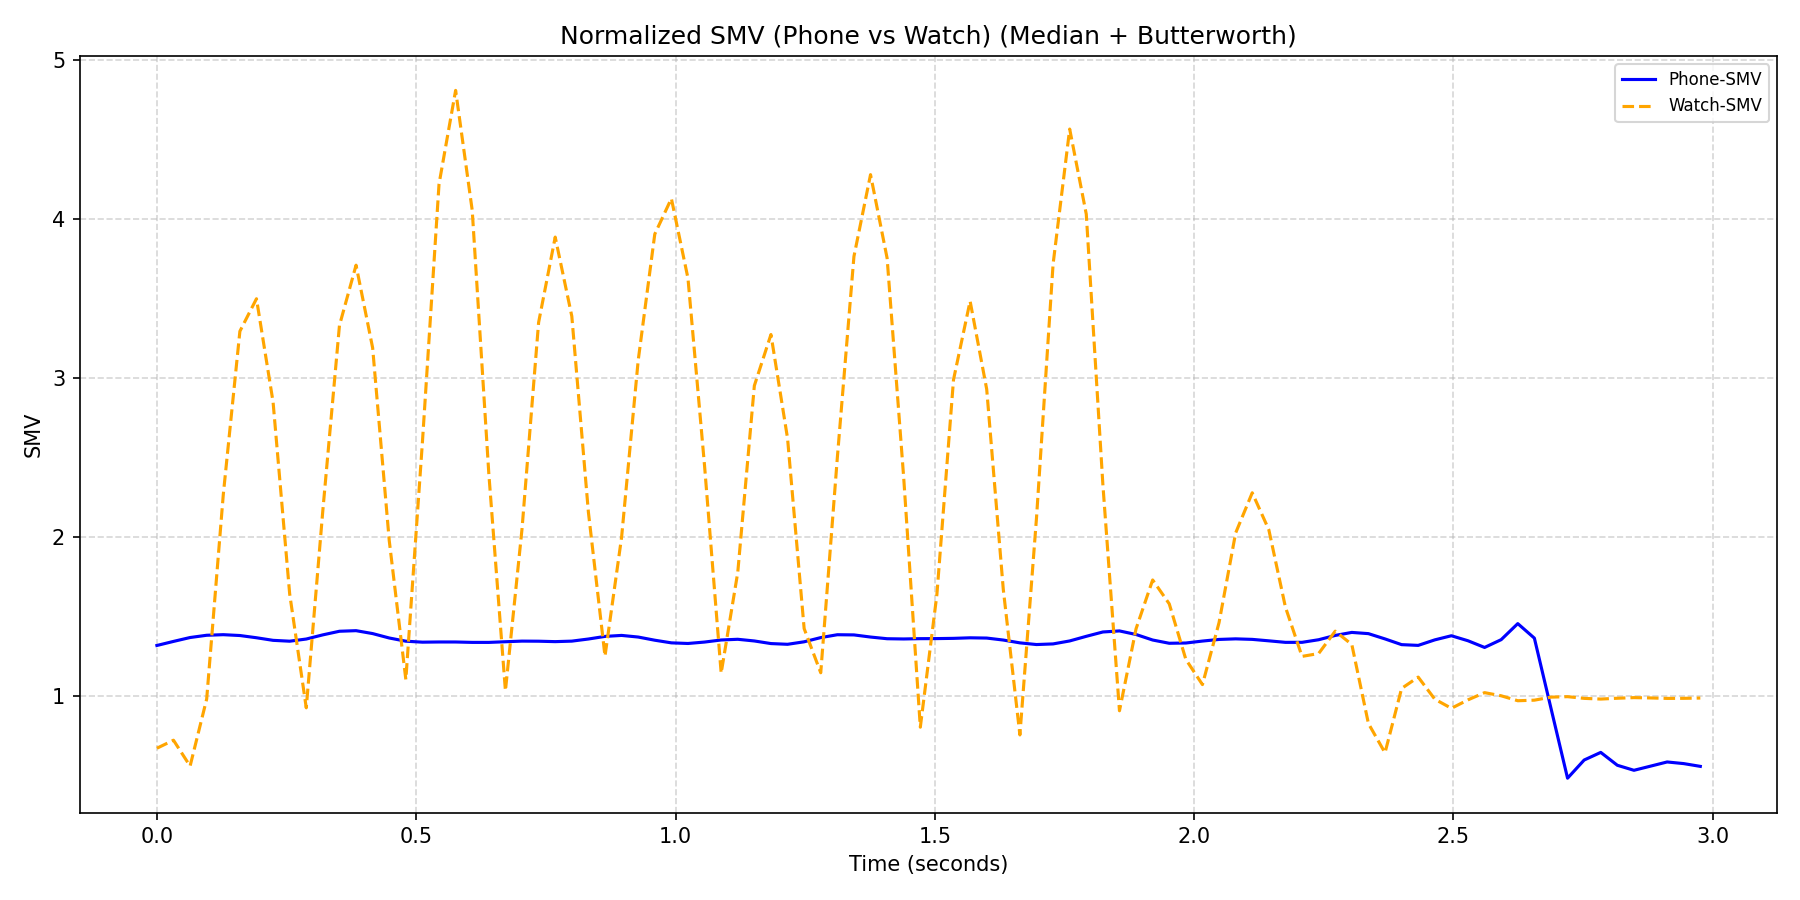 Normalized SMV (Phone vs Watch) (Median + Butterworth)
Phone-SMV
Watch-SMV
5
4
3
2
1
SMV
0.0 0.5 1.0 1.5 2.0 2.5 3.0
Time (seconds)